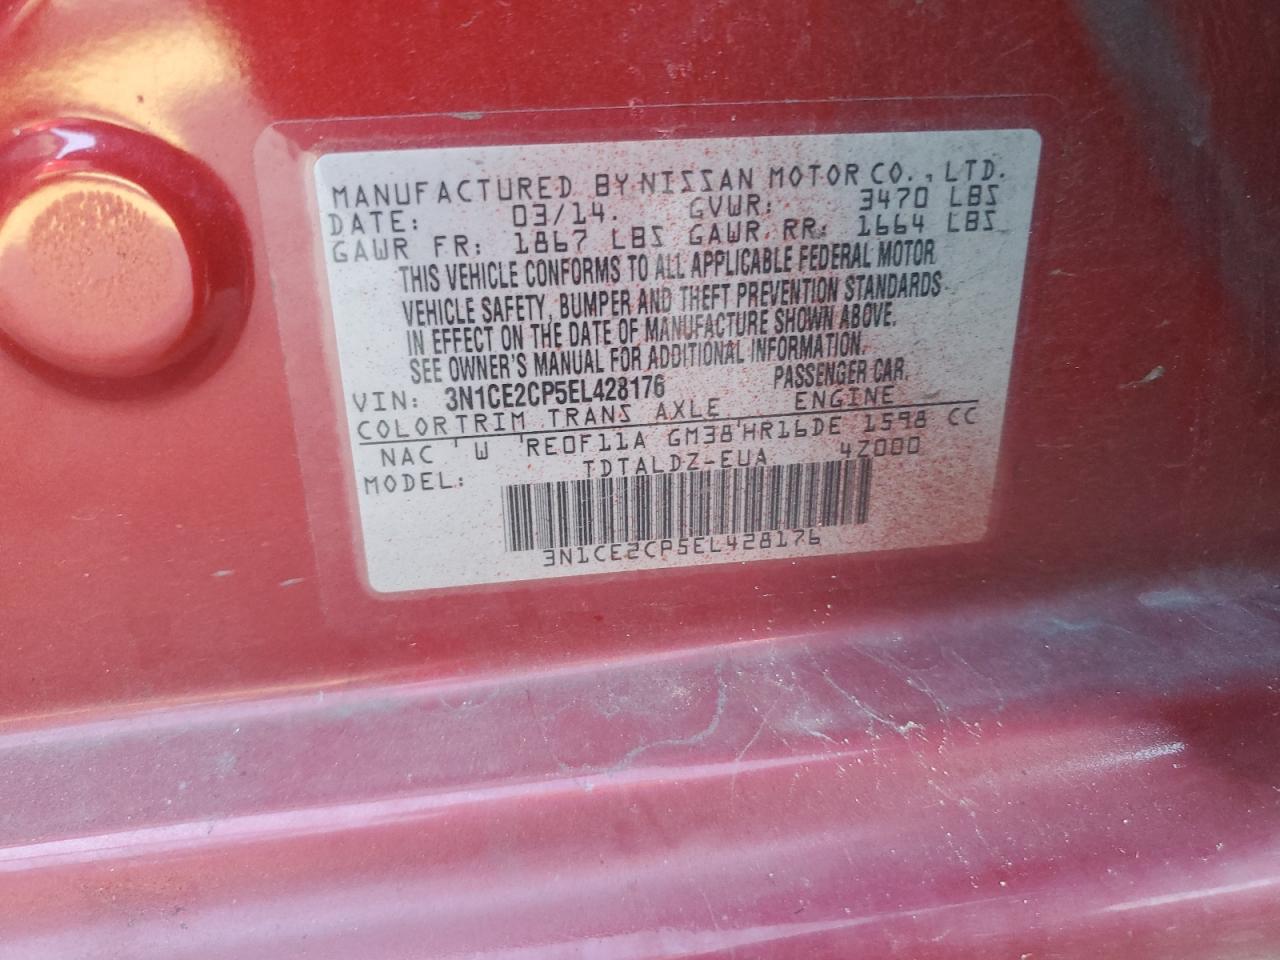 MANUFACTURED BY NISSAN MOTOR CO., LTD.
DATE: 03/14. GVWR: 3470 LBS
GAWR FR: 1867 LBS GAWR RR: 1664 LBS
THIS VEHICLE CONFORMS TO ALL APPLICABLE FEDERAL MOTOR
VEHICLE SAFETY, BUMPER AND THEFT PREVENTION STANDARDS
IN EFFECT ON THE DATE OF MANUFACTURE SHOWN ABOVE.
SEE OWNER'S MANUAL FOR ADDITIONAL INFORMATION.
VIN: 3N1CE2CP5EL428176 PASSENGER CAR
COLOR TRIM TRANS AXLE ENGINE
NAC W RE0F11A GM38 HR16DE 1598 CC
MODEL: TDTALDZ-EUA 4Z000
3N1CE2CP5EL428176